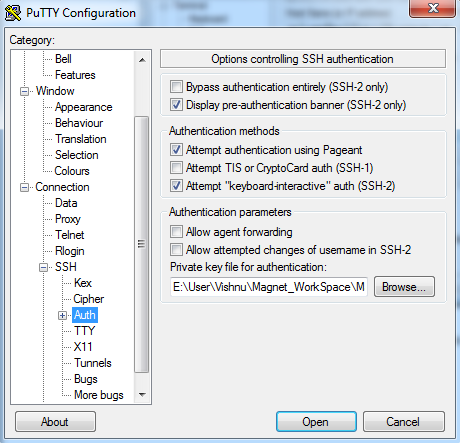 PuTTY Configuration
Category:
Bell
Features
Window
Appearance
Behaviour
Translation
Selection
Colours
Connection
Data
Proxy
Telnet
Rlogin
SSH
Kex
Cipher
Auth
TTY
X11
Tunnels
Bugs
More bugs
Options controlling SSH authentication
Bypass authentication entirely (SSH-2 only)
Display pre-authentication banner (SSH-2 only)
Authentication methods
Attempt authentication using Pageant
Attempt TIS or CryptoCard auth (SSH-1)
Attempt "keyboard-interactive" auth (SSH-2)
Authentication parameters
Allow agent forwarding
Allow attempted changes of username in SSH-2
Private key file for authentication:
E:\User\Vishnu\Magnet_WorkSpace\M
Browse...
About
Open
Cancel